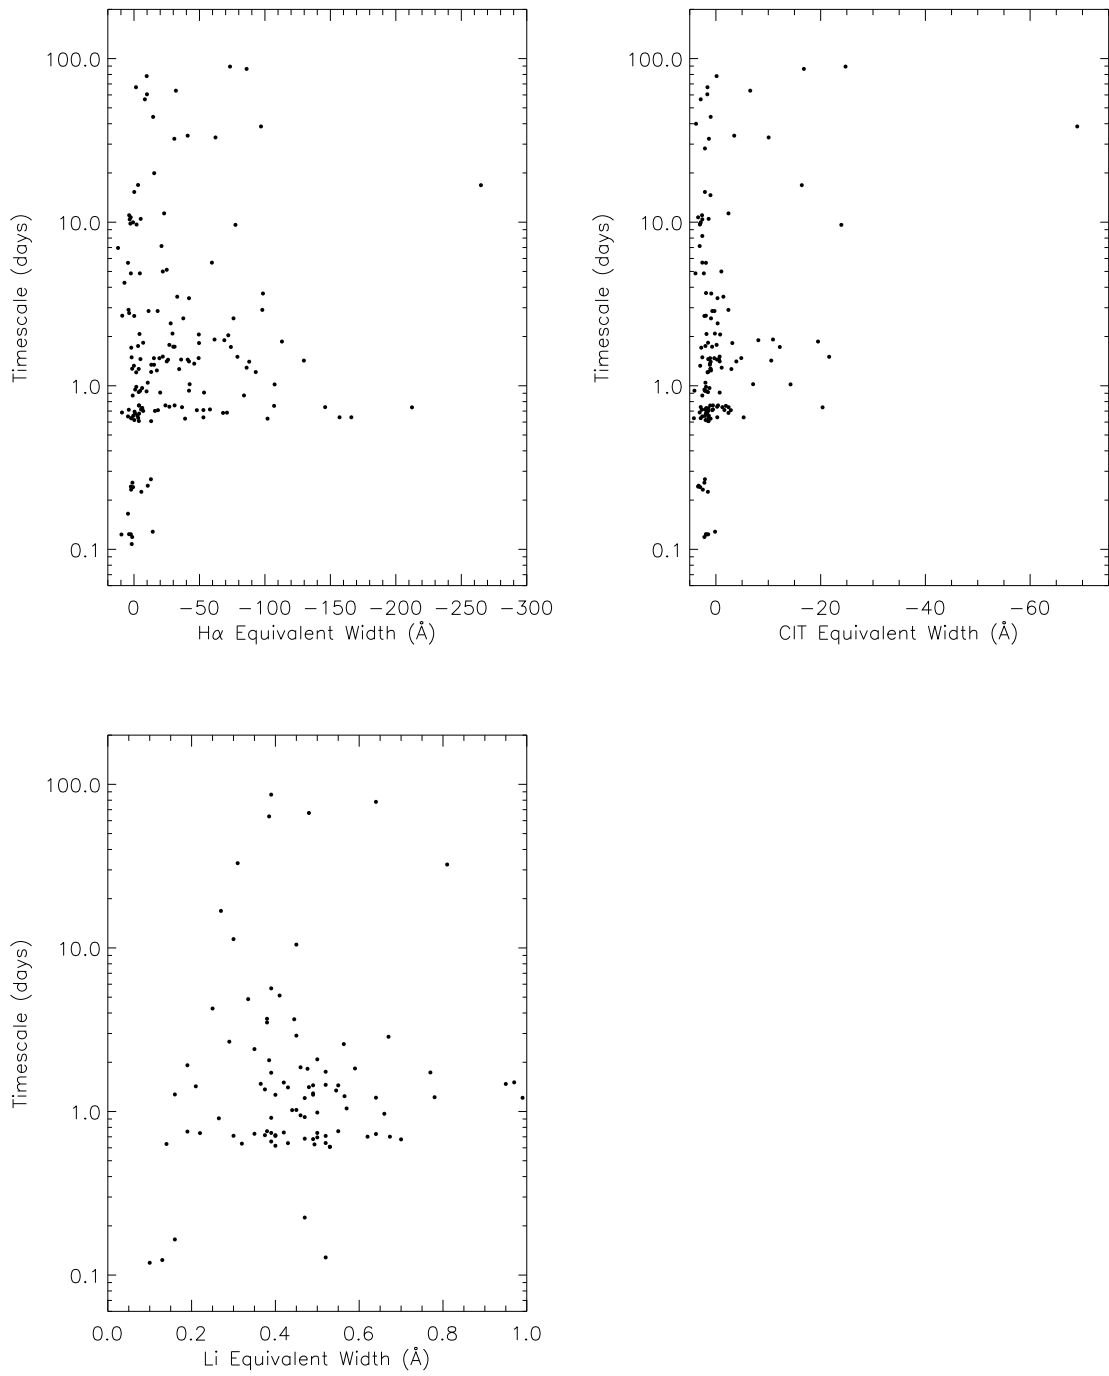 100.0
10.0
1.0
0.1
Timescale (days)
0 −50 −100 −150 −200 −250 −300
Hα Equivalent Width (Å)
100.0
10.0
1.0
0.1
Timescale (days)
0 −20 −40 −60
CIT Equivalent Width (Å)
100.0
10.0
1.0
0.1
Timescale (days)
0.0 0.2 0.4 0.6 0.8 1.0
Li Equivalent Width (Å)